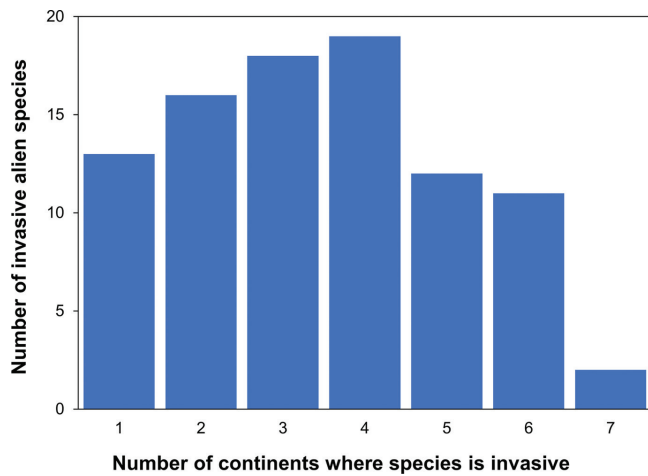 Number of invasive alien species
20
15
10
5
0
1 2 3 4 5 6 7
Number of continents where species is invasive